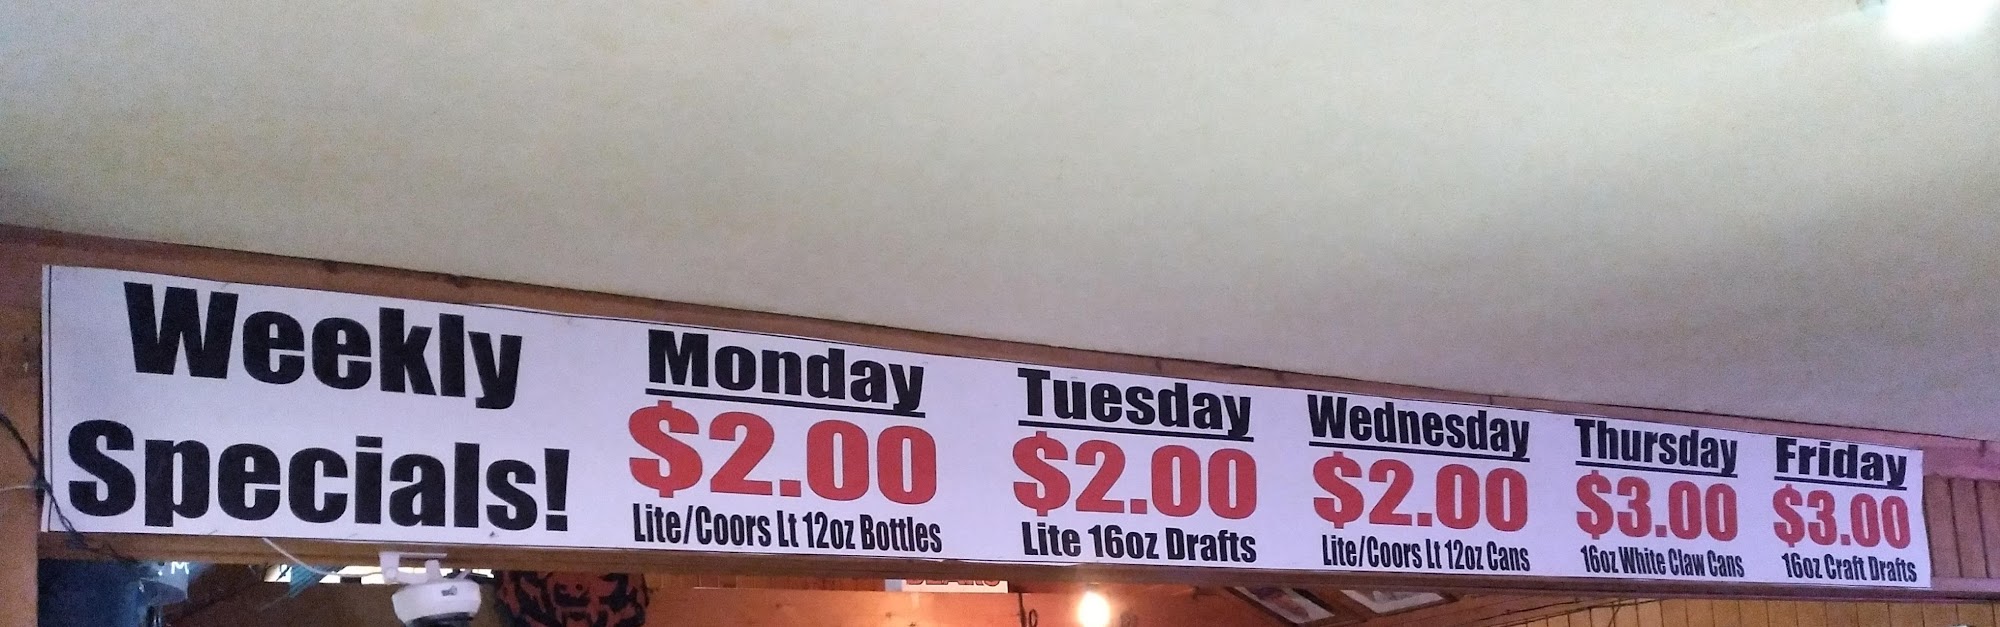 Weekly
Specials!
Monday
$2.00
Lite/Coors Lt 12oz Bottles
Tuesday
$2.00
Lite 16oz Drafts
Wednesday
$2.00
Lite/Coors Lt 12oz Cans
Thursday
$3.00
16oz White Claw Cans
Friday
$3.00
16oz Craft Drafts